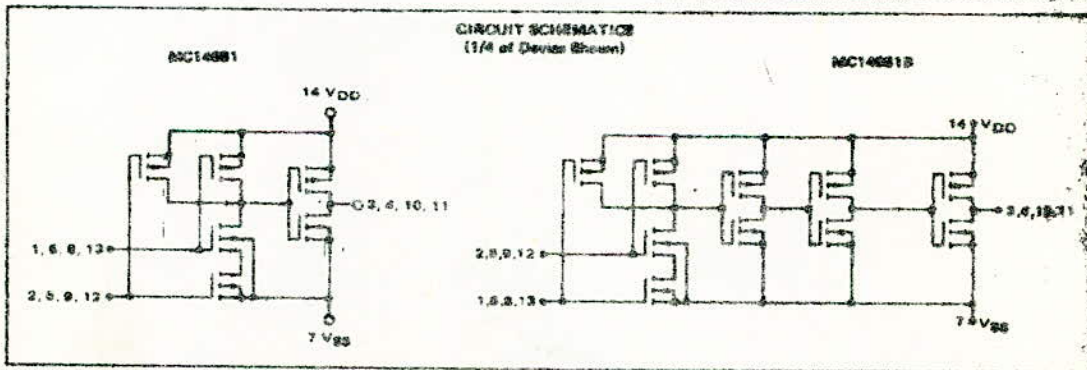 CIRCUIT SCHEMATICS
(1/4 of Device Shown)
14 VDD
3, 6, 10, 11
1, 6, 8, 13
2, 5, 9, 12
7 VSS
14 VDD
2,5,9,12
1,6,8,13
7 VSS